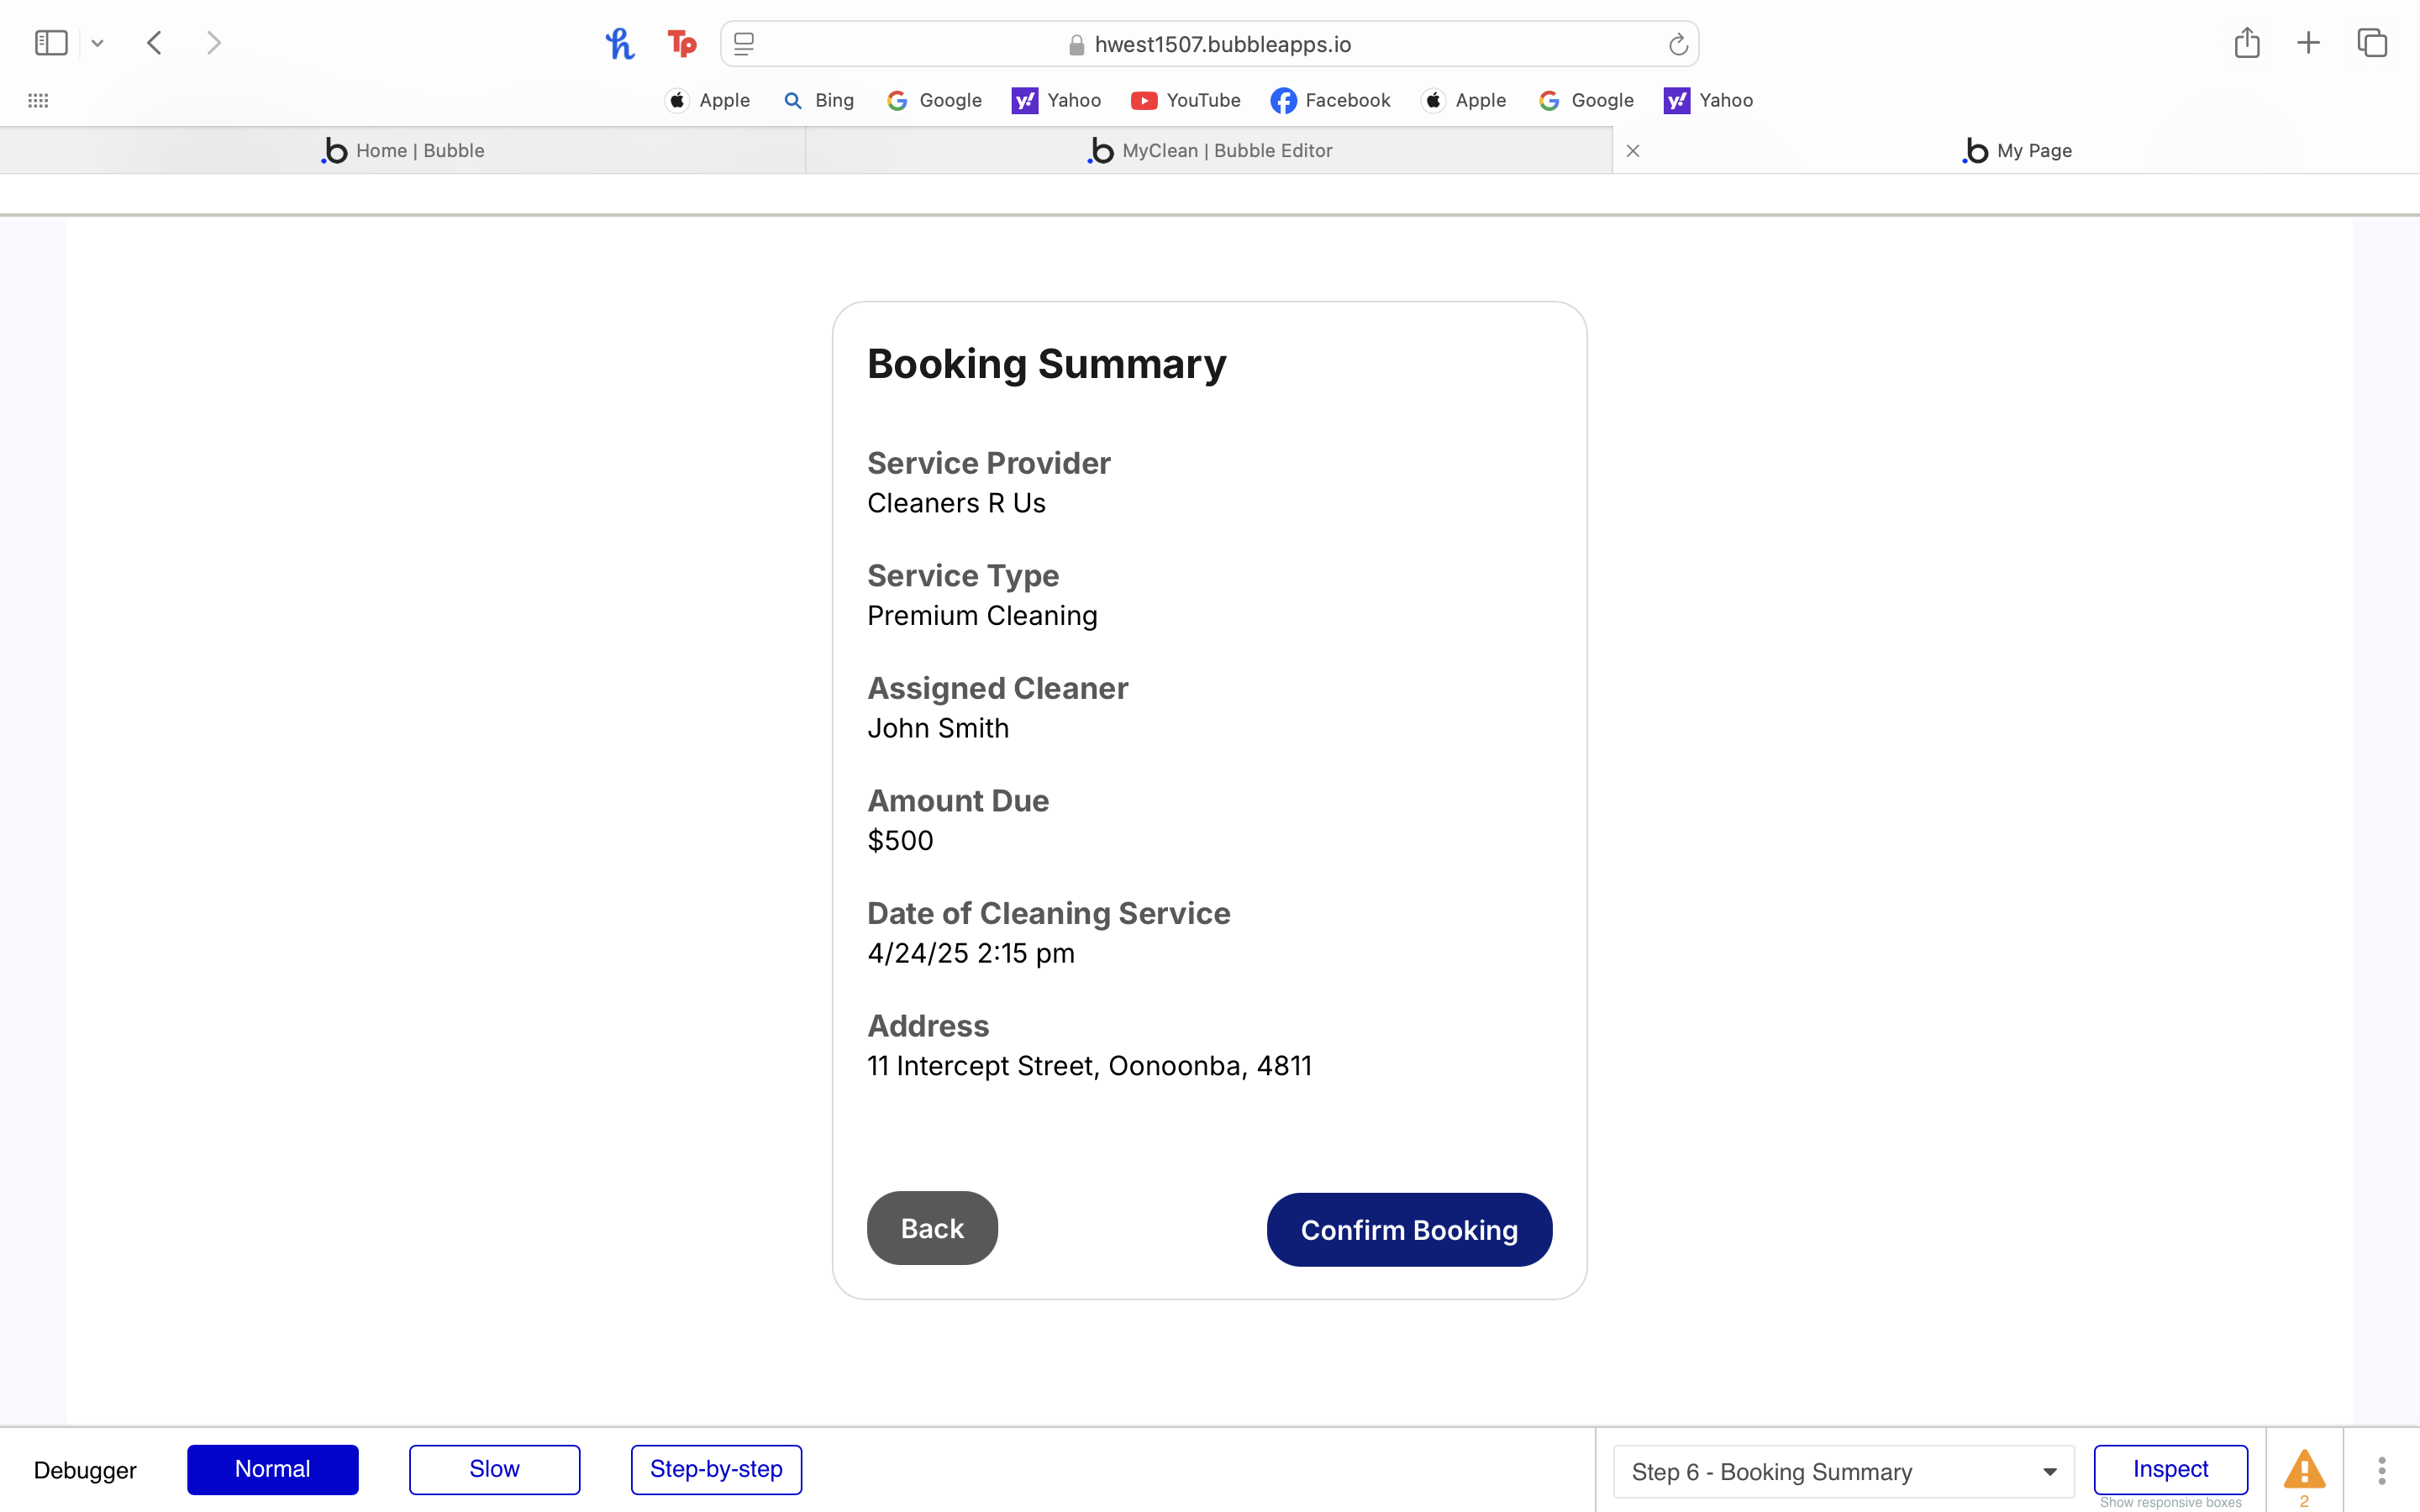 hwest1507.bubbleapps.io
Apple Bing Google Yahoo YouTube Facebook Apple Google Yahoo
Home | Bubble MyClean | Bubble Editor My Page
Booking Summary
Service Provider
Cleaners R Us
Service Type
Premium Cleaning
Assigned Cleaner
John Smith
Amount Due
$500
Date of Cleaning Service
4/24/25 2:15 pm
Address
11 Intercept Street, Oonoonba, 4811
Back Confirm Booking
Debugger Normal Slow Step-by-step Step 6 - Booking Summary Inspect
Show responsive boxes 2